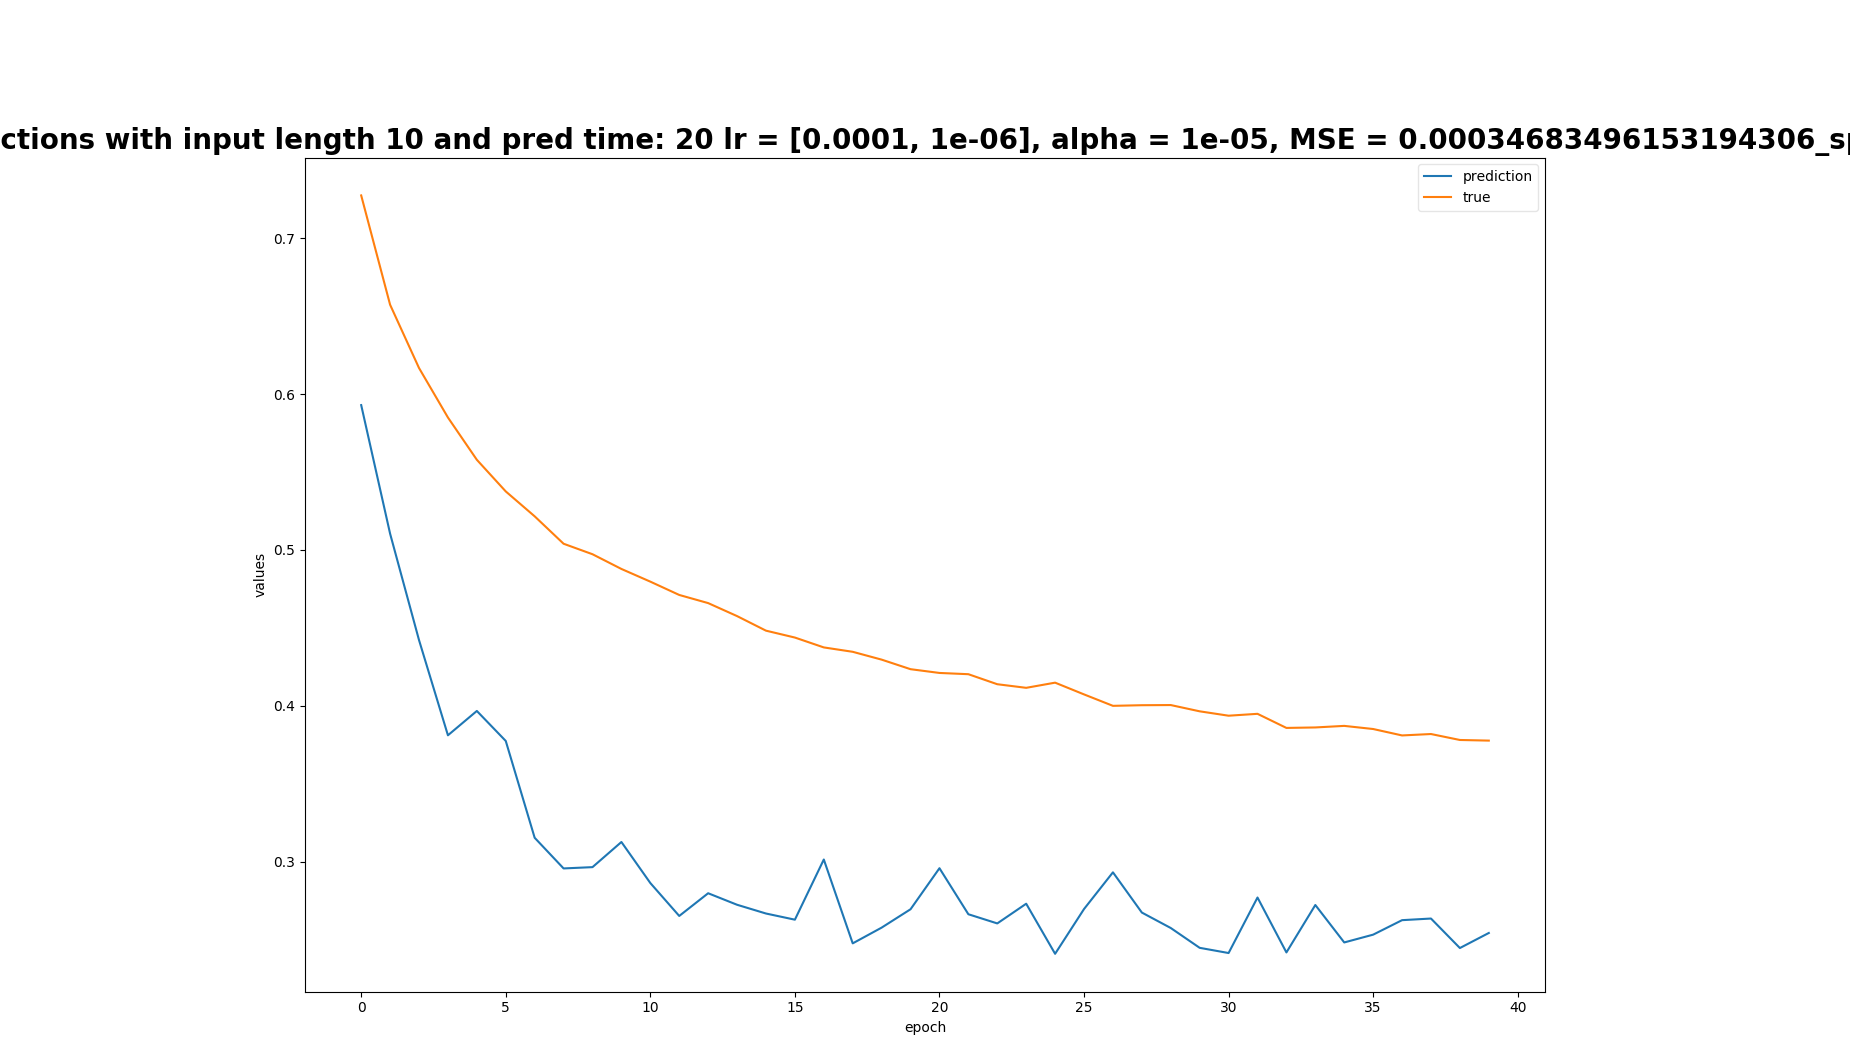 ctions with input length 10 and pred time: 20 lr = [0.0001, 1e-06], alpha = 1e-05, MSE = 0.00034683496153194306_sp
prediction
true
0.7
0.6
0.5
0.4
0.3
values
0 5 10 15 20 25 30 35 40
epoch